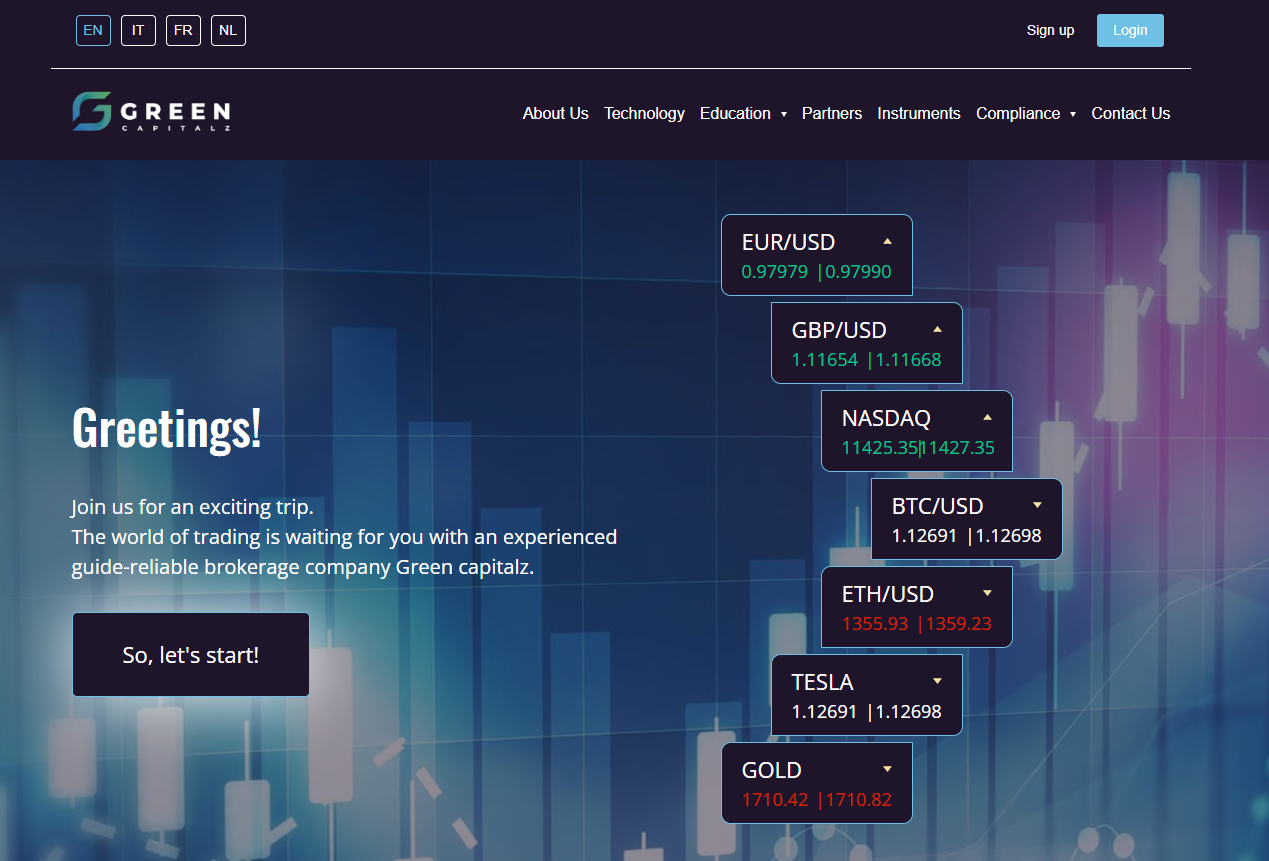 EN IT FR NL Sign up Login
GREEN
CAPITALZ
About Us Technology Education ▾ Partners Instruments Compliance ▾ Contact Us
EUR/USD
0.97979 |0.97990
GBP/USD
1.11654 |1.11668
NASDAQ
11425.35|11427.35
BTC/USD
1.12691 |1.12698
ETH/USD
1355.93 |1359.23
TESLA
1.12691 |1.12698
GOLD
1710.42 |1710.82
Greetings!
Join us for an exciting trip.
The world of trading is waiting for you with an experienced
guide-reliable brokerage company Green capitalz.
So, let's start!